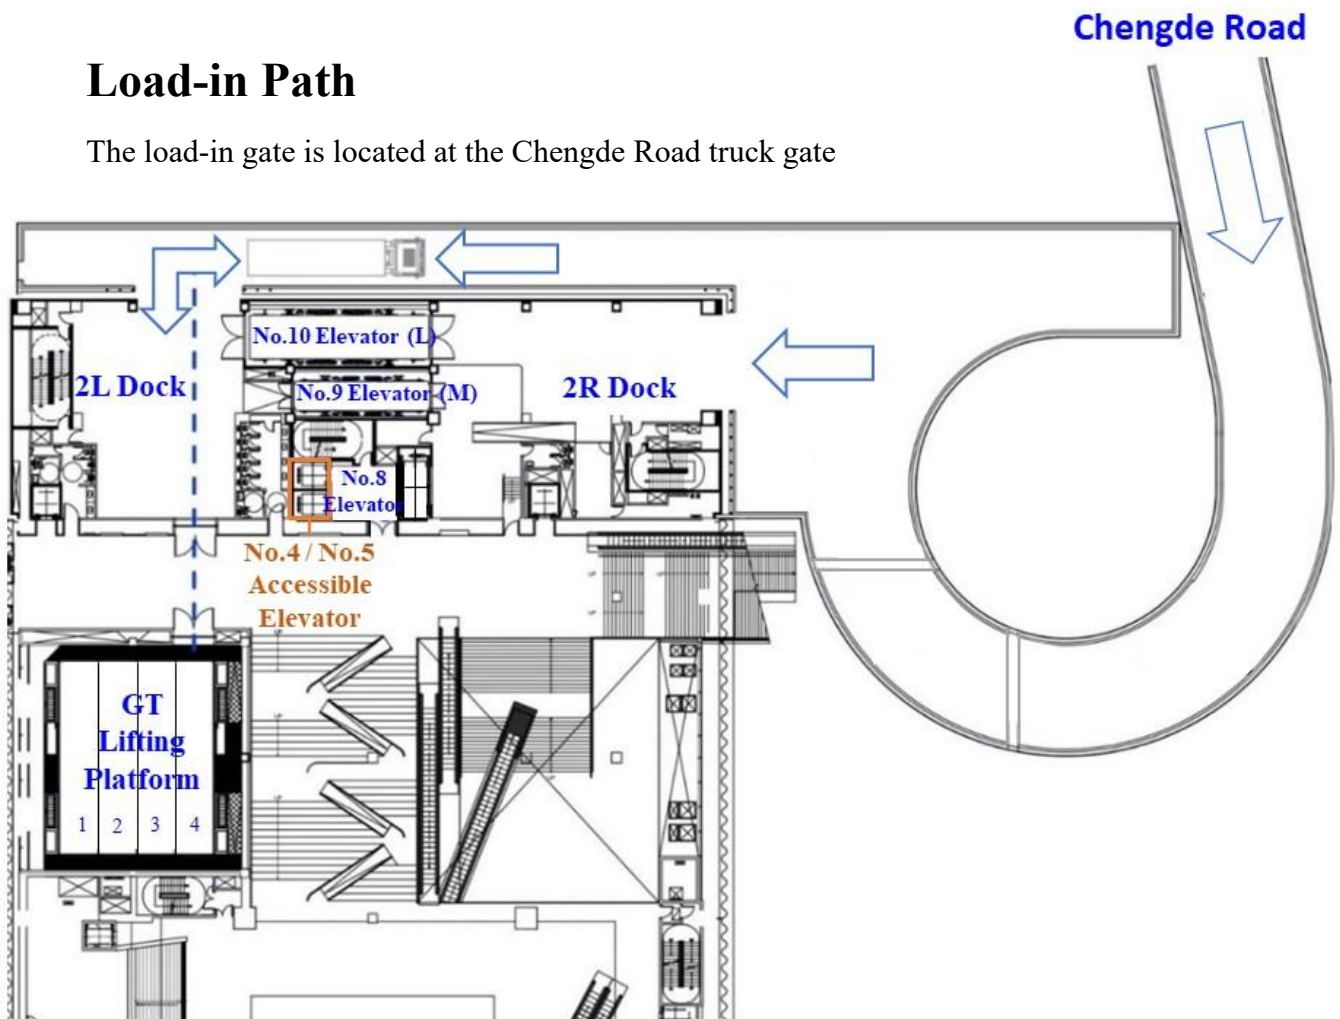 Chengde Road
Load-in Path
The load-in gate is located at the Chengde Road truck gate
No.10 Elevator (L)
2L Dock
No.9 Elevator (M)
2R Dock
No.8
Elevator
No.4 / No.5
Accessible
Elevator
GT
Lifting
Platform
1 2 3 4